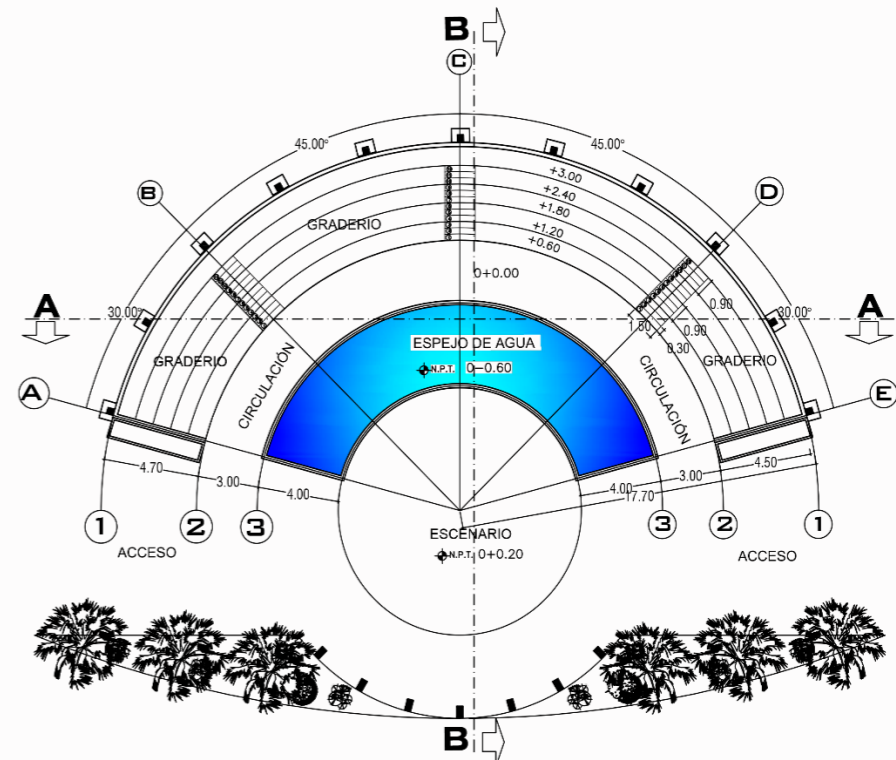 B
C
45.00°
45.00°
B
D
+3.00
+2.40
+1.80
+1.20
+0.60
GRADERIO
0+0.00
A
A
30.00°
30.00°
0.90
1.50
0.90
0.30
GRADERIO
GRADERIO
CIRCULACIÓN
CIRCULACIÓN
ESPEJO DE AGUA
N.P.T. 0-0.60
A
E
4.70
3.00
4.00
4.00
3.00
4.50
17.70
1
2
3
3
2
1
ESCENARIO
N.P.T. 0+0.20
ACCESO
ACCESO
B